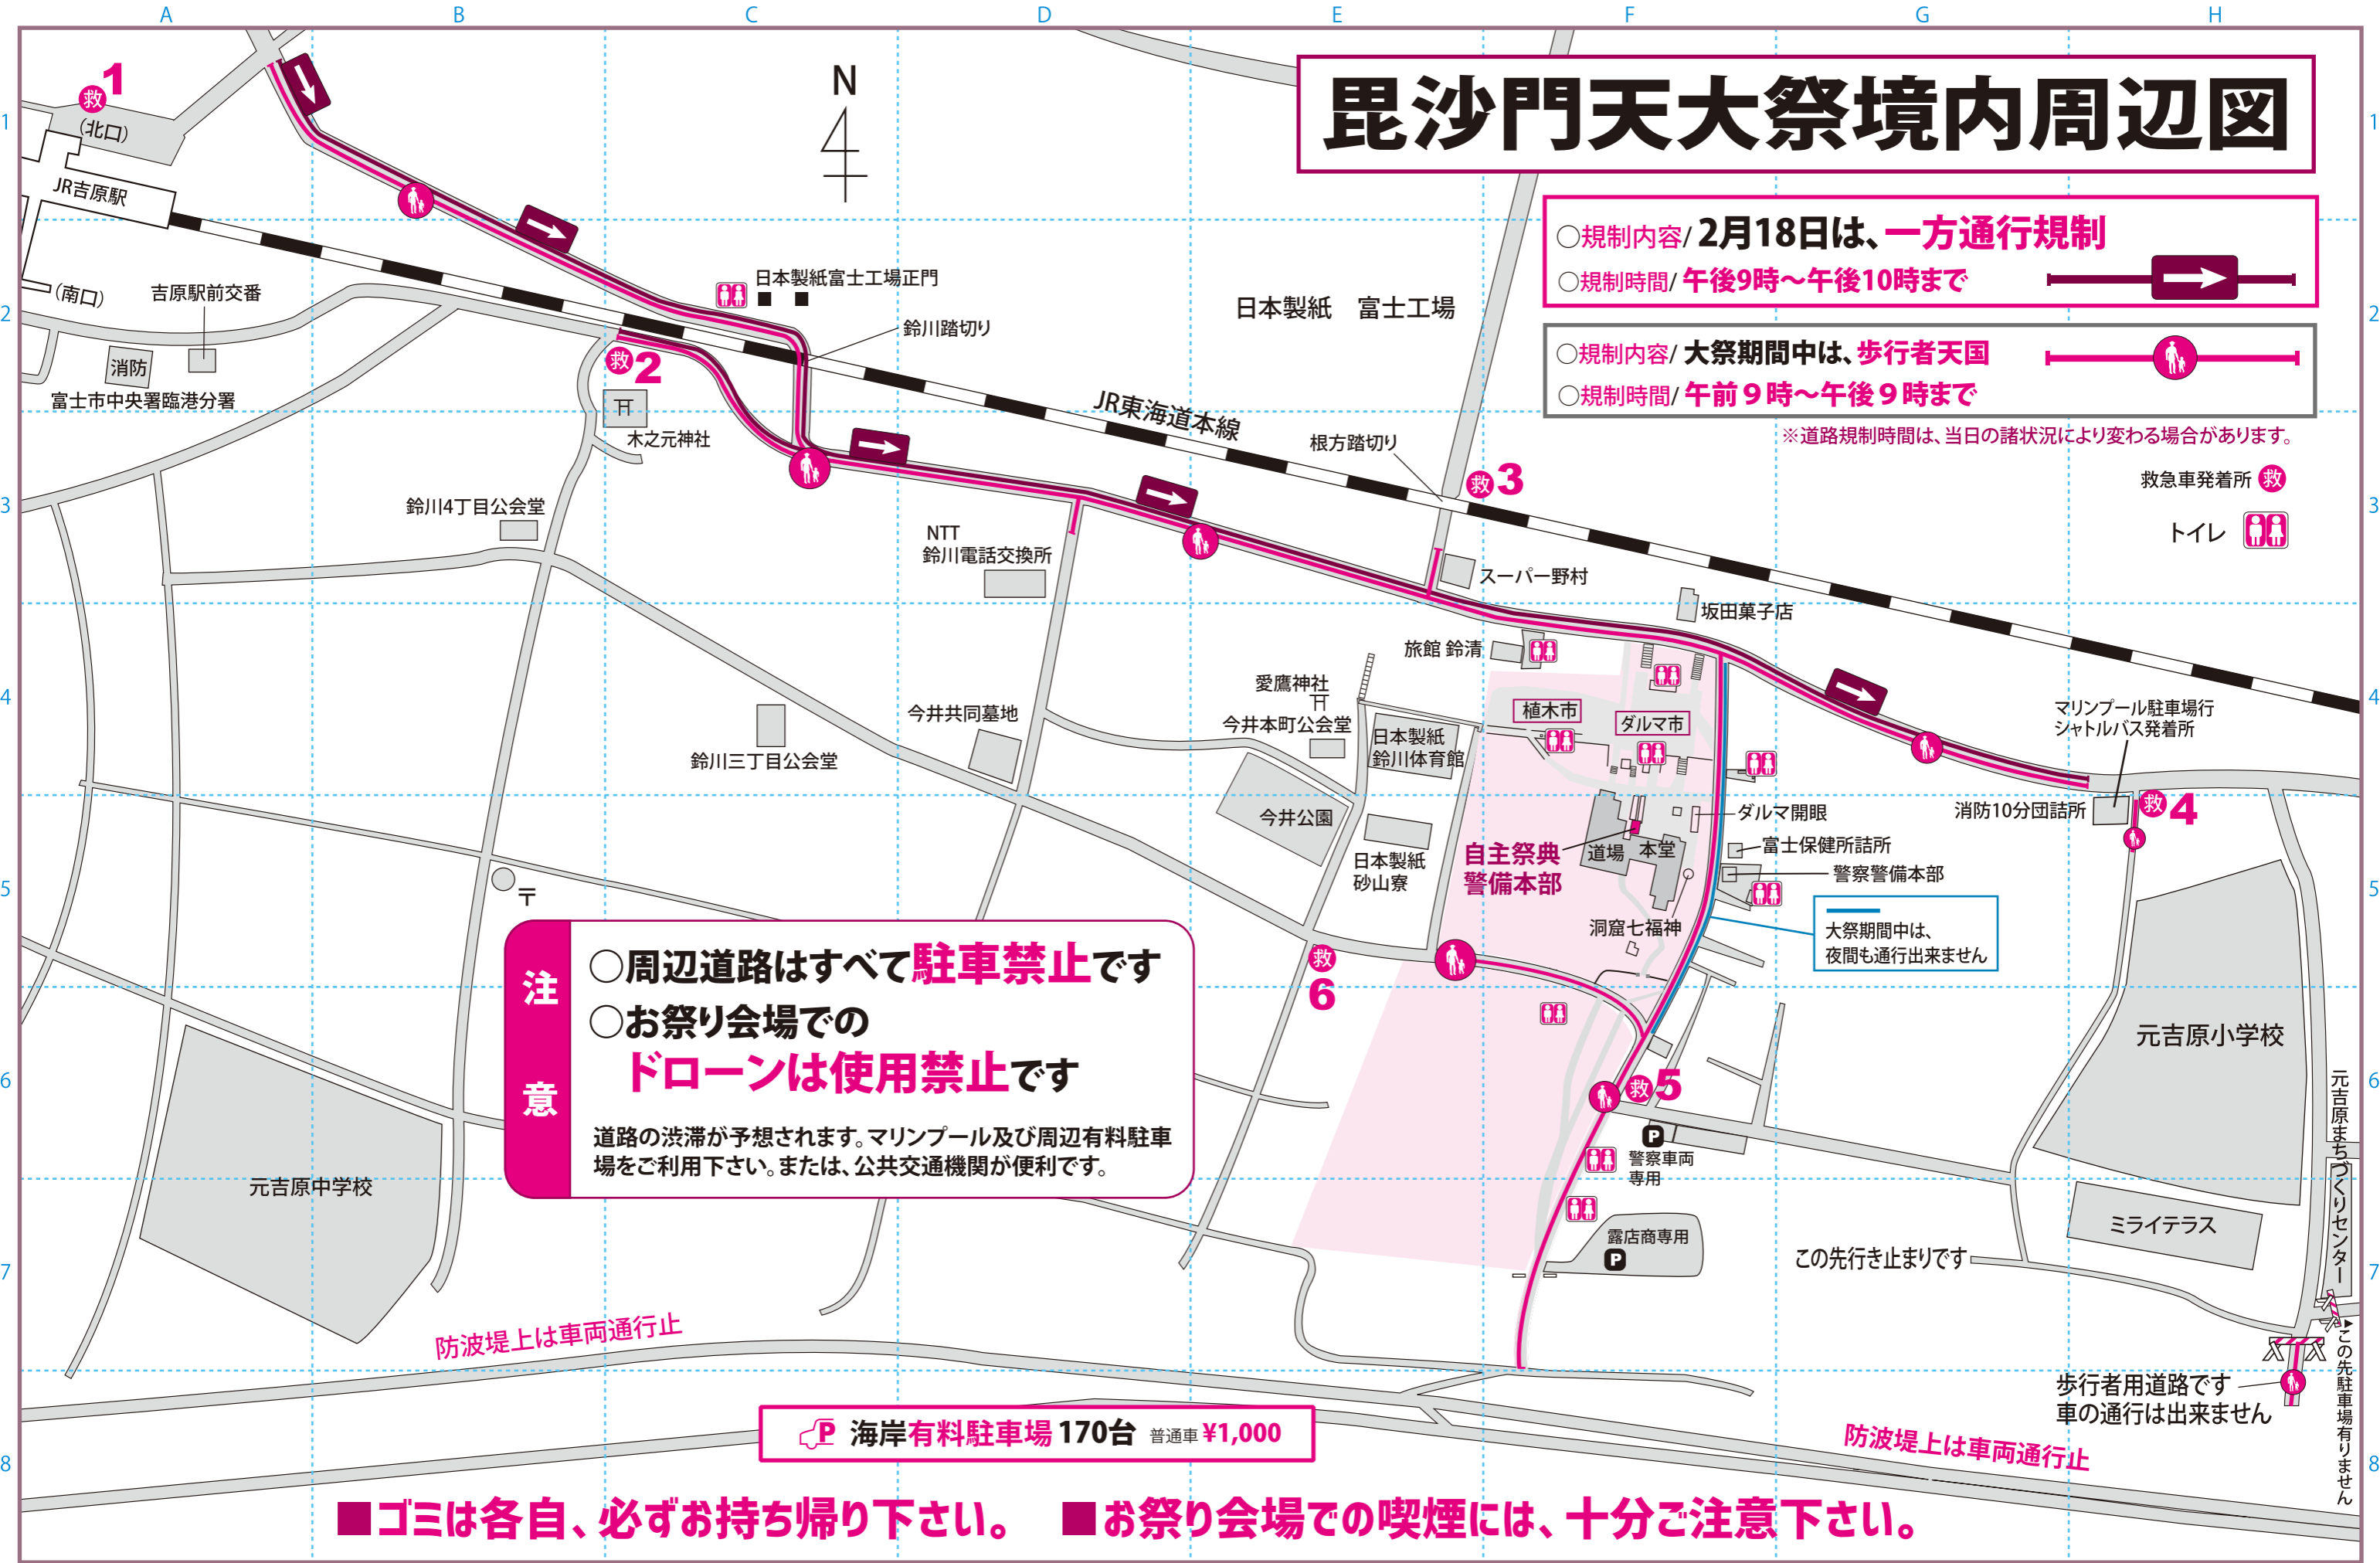 A B C D E F G H
毘沙門天大祭境内周辺図
○規制内容/ 2月18日は、一方通行規制
○規制時間/ 午後9時～午後10時まで
○規制内容/ 大祭期間中は、歩行者天国
○規制時間/ 午前9時～午後9時まで
※道路規制時間は、当日の諸状況により変わる場合があります。
救急車発着所 救
トイレ
N
1
1
救 1
(北口)
JR吉原駅
(南口)
吉原駅前交番
消防
富士市中央署臨港分署
2
2
日本製紙富士工場正門
鈴川踏切り
日本製紙 富士工場
救 2
木之元神社
JR東海道本線
根方踏切り
救 3
3
3
鈴川4丁目公会堂
NTT
鈴川電話交換所
スーパー野村
坂田菓子店
旅館 鈴清
4
4
愛鷹神社
今井本町公会堂
今井共同墓地
鈴川三丁目公会堂
日本製紙
鈴川体育館
植木市
ダルマ市
マリンプール駐車場行
シャトルバス発着所
消防10分団詰所
救 4
今井公園
日本製紙
砂山寮
自主祭典
警備本部
道場
本堂
ダルマ開眼
富士保健所詰所
警察警備本部
洞窟七福神
5
5
〒
大祭期間中は、
夜間も通行出来ません
救
6
注意
○周辺道路はすべて駐車禁止です
○お祭り会場での
ドローンは使用禁止です
道路の渋滞が予想されます。マリンプール及び周辺有料駐車
場をご利用下さい。または、公共交通機関が便利です。
6
6
救 5
P
警察車両
専用
元吉原小学校
元吉原まちづくりセンター
元吉原中学校
ミライテラス
露店商専用
P
この先行き止まりです
7
7
防波堤上は車両通行止
▶この先駐車場有りません
歩行者用道路です
車の通行は出来ません
防波堤上は車両通行止
P 海岸有料駐車場 170台 普通車 ¥1,000
8
8
■ゴミは各自、必ずお持ち帰り下さい。 ■お祭り会場での喫煙には、十分ご注意下さい。